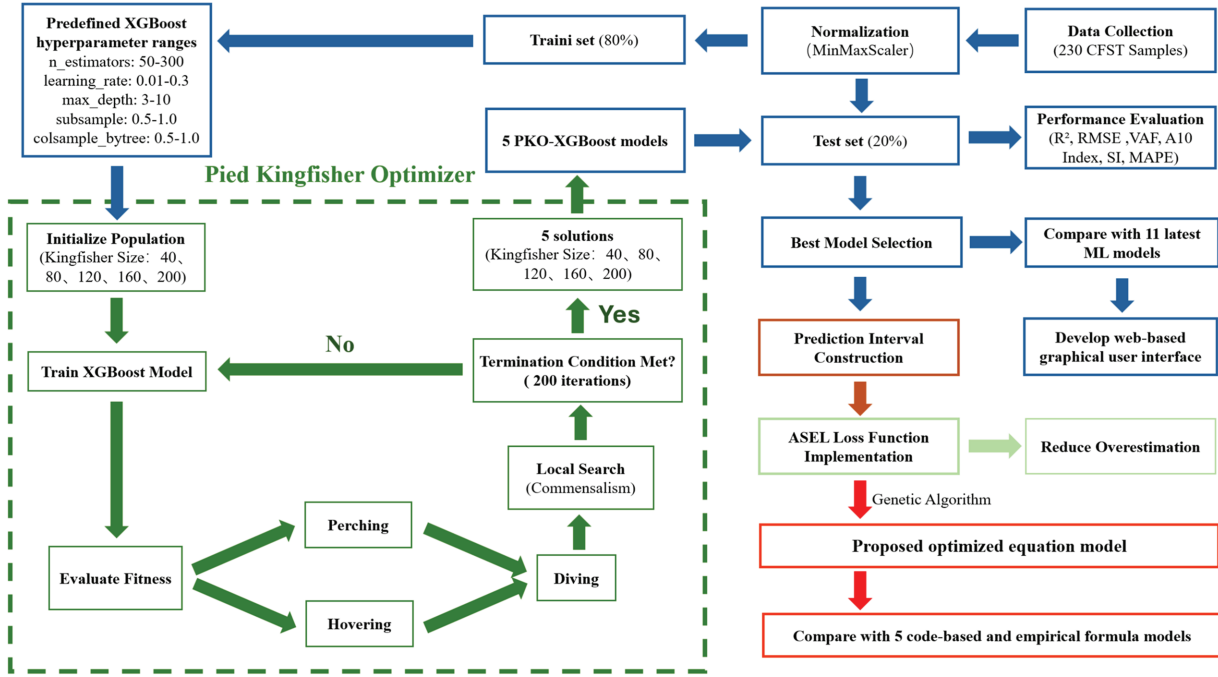 Predefined XGBoost
hyperparameter ranges
n_estimators: 50-300
learning_rate: 0.01-0.3
max_depth: 3-10
subsample: 0.5-1.0
colsample_bytree: 0.5-1.0
Traini set (80%)
Normalization
(MinMaxScaler)
Data Collection
(230 CFST Samples)
5 PKO-XGBoost models
Test set (20%)
Performance Evaluation
(R², RMSE ,VAF, A10
Index, SI, MAPE)
Pied Kingfisher Optimizer
Initialize Population
(Kingfisher Size: 40、
80、120、160、200)
5 solutions
(Kingfisher Size: 40、80、
120、160、200)
Best Model Selection
Compare with 11 latest
ML models
Yes
No
Train XGBoost Model
Termination Condition Met?
( 200 iterations)
Prediction Interval
Construction
Develop web-based
graphical user interface
Local Search
(Commensalism)
ASEL Loss Function
Implementation
Reduce Overestimation
Genetic Algorithm
Perching
Evaluate Fitness
Diving
Hovering
Proposed optimized equation model
Compare with 5 code-based and empirical formula models